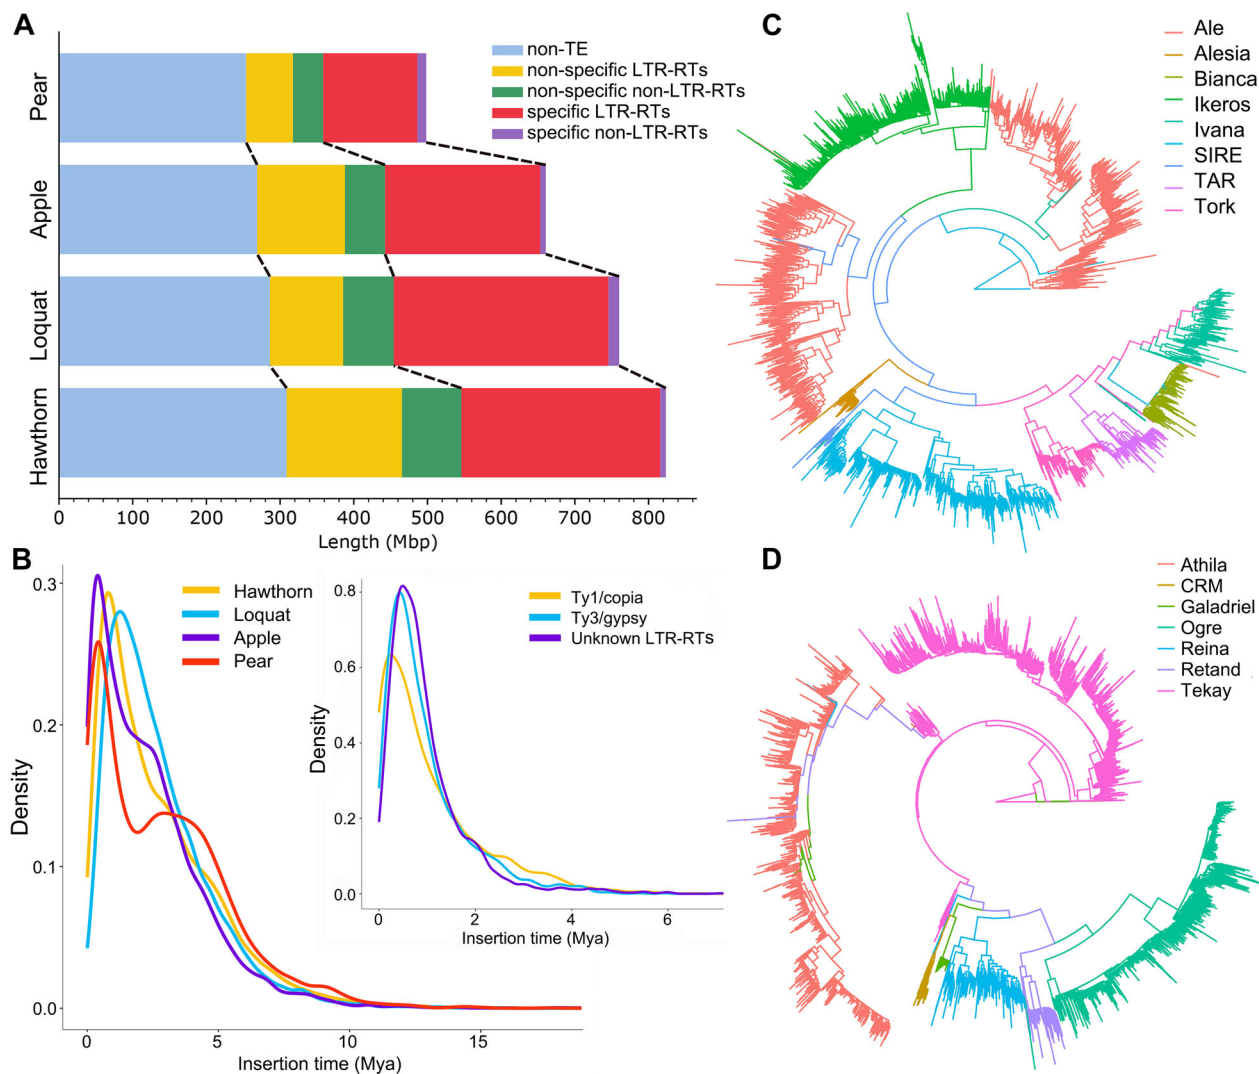 A
non-TE
non-specific LTR-RTs
non-specific non-LTR-RTs
specific LTR-RTs
specific non-LTR-RTs
Pear
Apple
Loquat
Hawthorn
0 100 200 300 400 500 600 700 800
Length (Mbp)
B
0.3
0.2
0.1
0.0
Density
Hawthorn
Loquat
Apple
Pear
0 5 10 15
Insertion time (Mya)
0.8
0.6
0.4
0.2
0.0
Density
Ty1/copia
Ty3/gypsy
Unknown LTR-RTs
0 2 4 6
Insertion time (Mya)
C
Ale
Alesia
Bianca
Ikeros
Ivana
SIRE
TAR
Tork
D
Athila
CRM
Galadriel
Ogre
Reina
Retand
Tekay